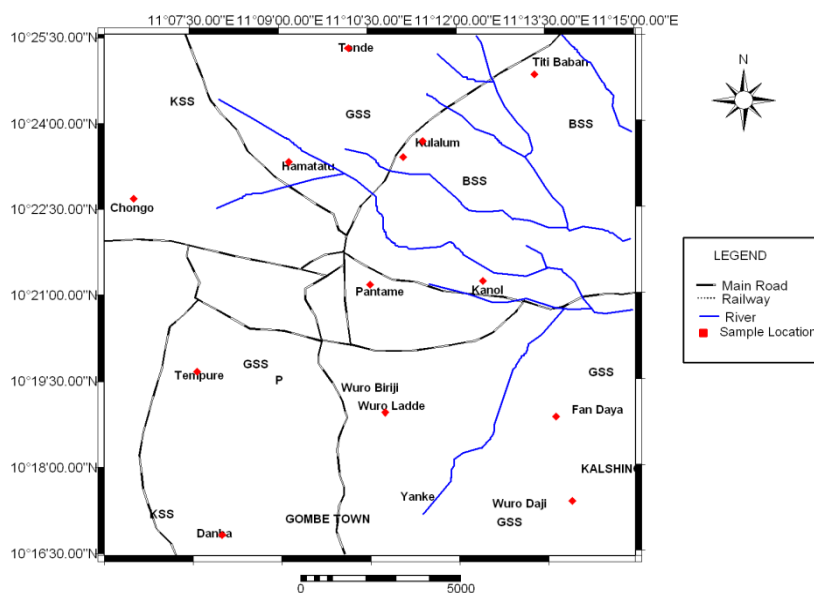 11°07'30.00"E 11°09'00.00"E 11°10'30.00"E 11°12'00.00"E 11°13'30.00"E 11°15'00.00"E
10°25'30.00"N
Tonde
Titi Baban
N
KSS
GSS
10°24'00.00"N
BSS
Kulalum
Hamatatu
BSS
Chongo
10°22'30.00"N
LEGEND
Main Road
Railway
River
Sample Location
10°21'00.00"N
Pantame
Kanol
GSS
Tempure
P
GSS
10°19'30.00"N
Wuro Biriji
Wuro Ladde
Fan Daya
10°18'00.00"N
KALSHING
Yanke
Wuro Daji
KSS
GOMBE TOWN
GSS
Danba
10°16'30.00"N
0 5000